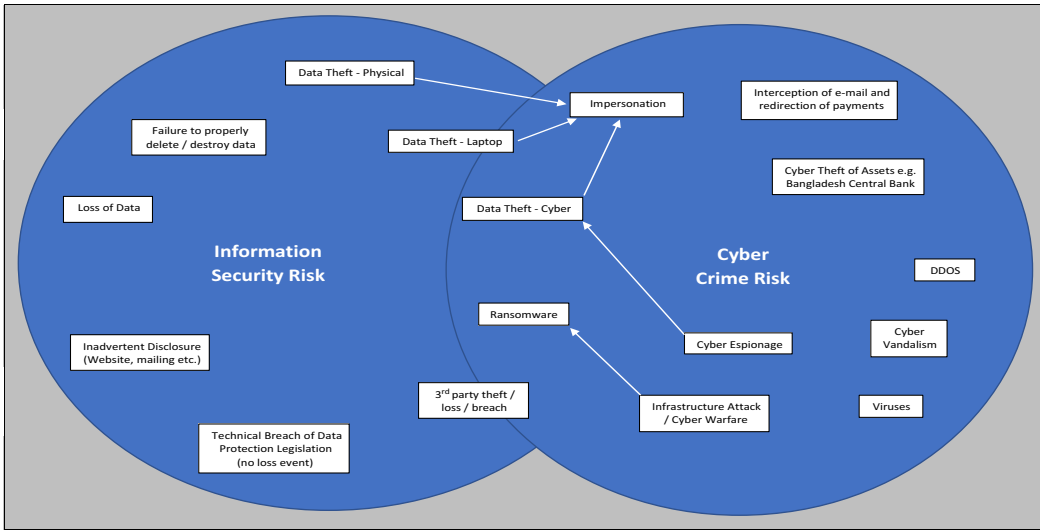 Data Theft - Physical
Impersonation
Interception of e-mail and
redirection of payments
Failure to properly
delete / destroy data
Data Theft - Laptop
Cyber Theft of Assets e.g.
Bangladesh Central Bank
Loss of Data
Data Theft - Cyber
Information
Security Risk
Cyber
Crime Risk
DDOS
Ransomware
Inadvertent Disclosure
(Website, mailing etc.)
Cyber Espionage
Cyber
Vandalism
3rd party theft /
loss / breach
Infrastructure Attack
/ Cyber Warfare
Viruses
Technical Breach of Data
Protection Legislation
(no loss event)